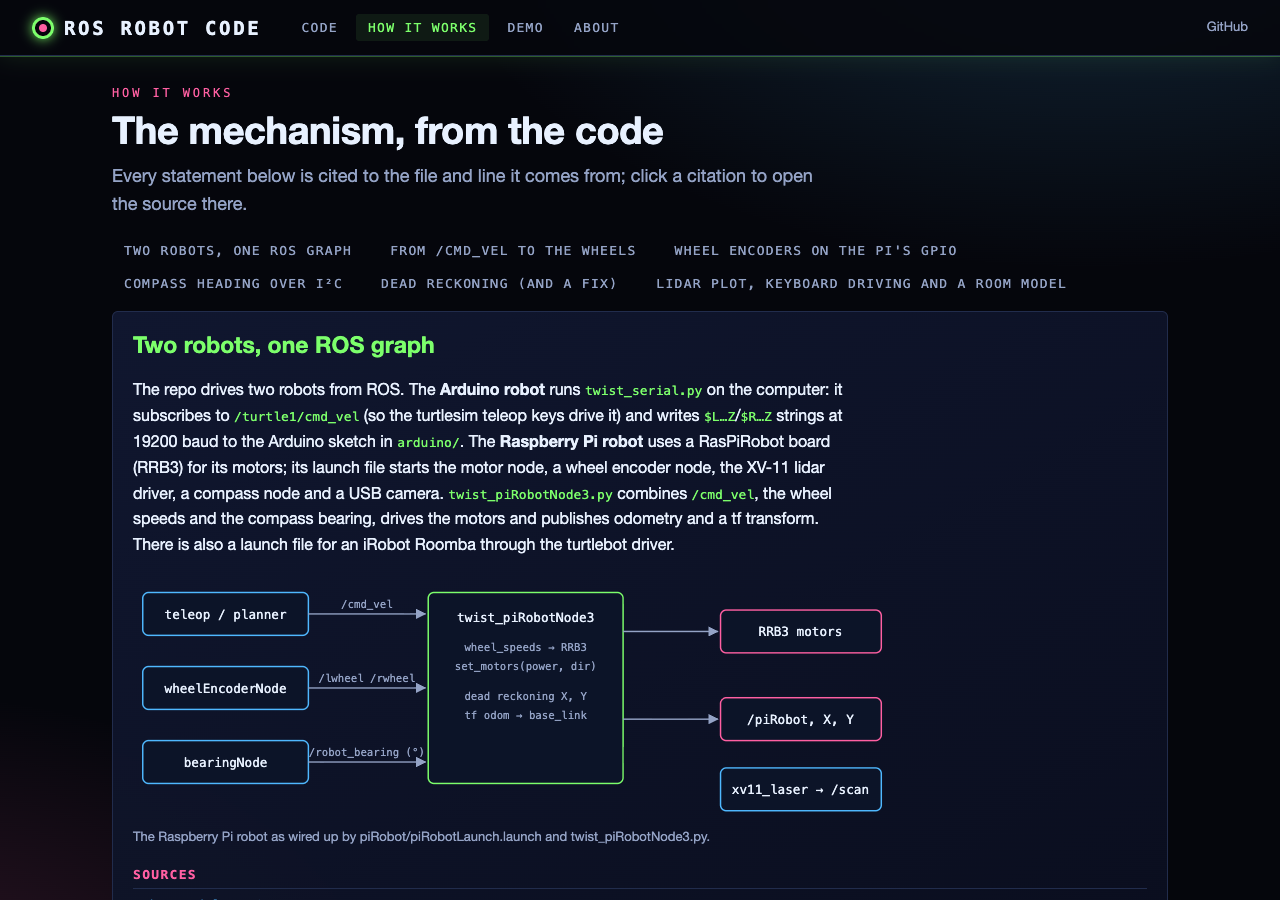 ROS ROBOT CODE CODE HOW IT WORKS DEMO ABOUT GitHub
HOW IT WORKS
The mechanism, from the code
Every statement below is cited to the file and line it comes from; click a citation to open
the source there.
TWO ROBOTS, ONE ROS GRAPH FROM /CMD_VEL TO THE WHEELS WHEEL ENCODERS ON THE PI'S GPIO
COMPASS HEADING OVER I²C DEAD RECKONING (AND A FIX) LIDAR PLOT, KEYBOARD DRIVING AND A ROOM MODEL
Two robots, one ROS graph
The repo drives two robots from ROS. The Arduino robot runs twist_serial.py on the computer: it
subscribes to /turtle1/cmd_vel (so the turtlesim teleop keys drive it) and writes $L…Z/$R…Z strings at
19200 baud to the Arduino sketch in arduino/. The Raspberry Pi robot uses a RasPiRobot board
(RRB3) for its motors; its launch file starts the motor node, a wheel encoder node, the XV-11 lidar
driver, a compass node and a USB camera. twist_piRobotNode3.py combines /cmd_vel, the wheel
speeds and the compass bearing, drives the motors and publishes odometry and a tf transform.
There is also a launch file for an iRobot Roomba through the turtlebot driver.
teleop / planner
/cmd_vel
wheelEncoderNode
/lwheel /rwheel
bearingNode
/robot_bearing (°)
twist_piRobotNode3
wheel_speeds → RRB3
set_motors(power, dir)
dead reckoning X, Y
tf odom → base_link
RRB3 motors
/piRobot, X, Y
xv11_laser → /scan
The Raspberry Pi robot as wired up by piRobot/piRobotLaunch.launch and twist_piRobotNode3.py.
SOURCES